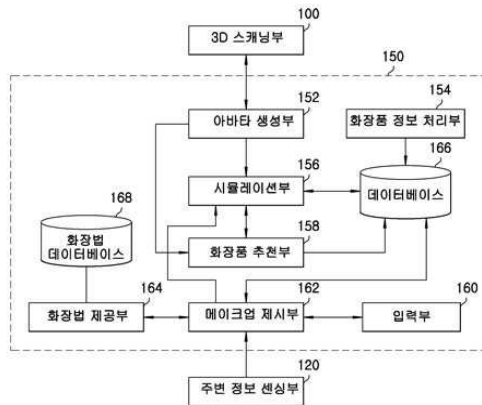 100
3D 스캐닝부
150
152
아바타 생성부
154
화장품 정보 처리부
156
시뮬레이션부
166
데이터베이스
168
화장법
데이터베이스
158
화장품 추천부
164
화장법 제공부
162
메이크업 제시부
160
입력부
120
주변 정보 센싱부